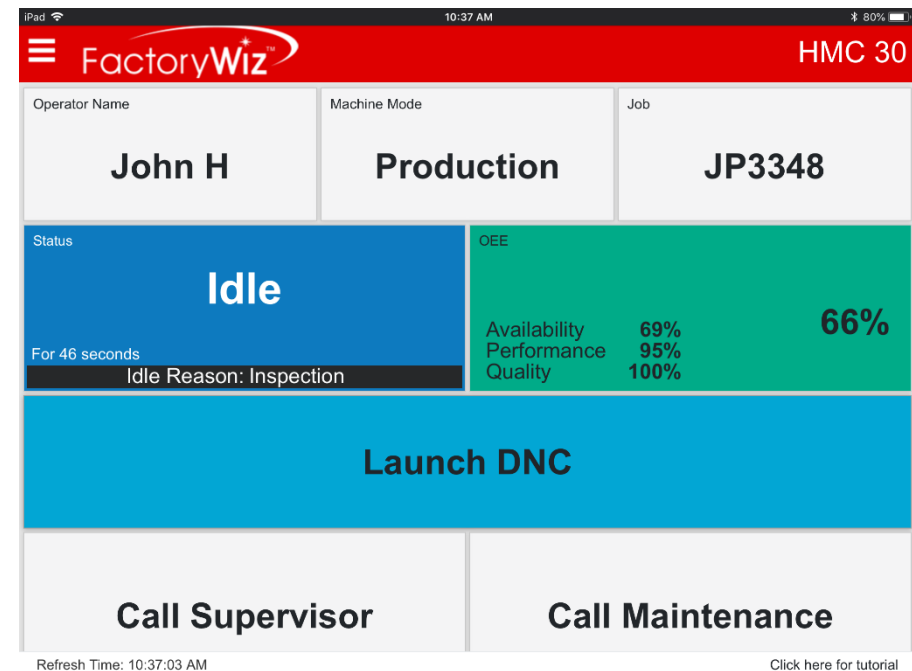 iPad 10:37 AM 80%
FactoryWiz™ HMC 30
Operator Name Machine Mode Job
John H Production JP3348
Status
Idle
For 46 seconds
Idle Reason: Inspection
OEE
66%
Availability 69%
Performance 95%
Quality 100%
Launch DNC
Call Supervisor Call Maintenance
Refresh Time: 10:37:03 AM Click here for tutorial